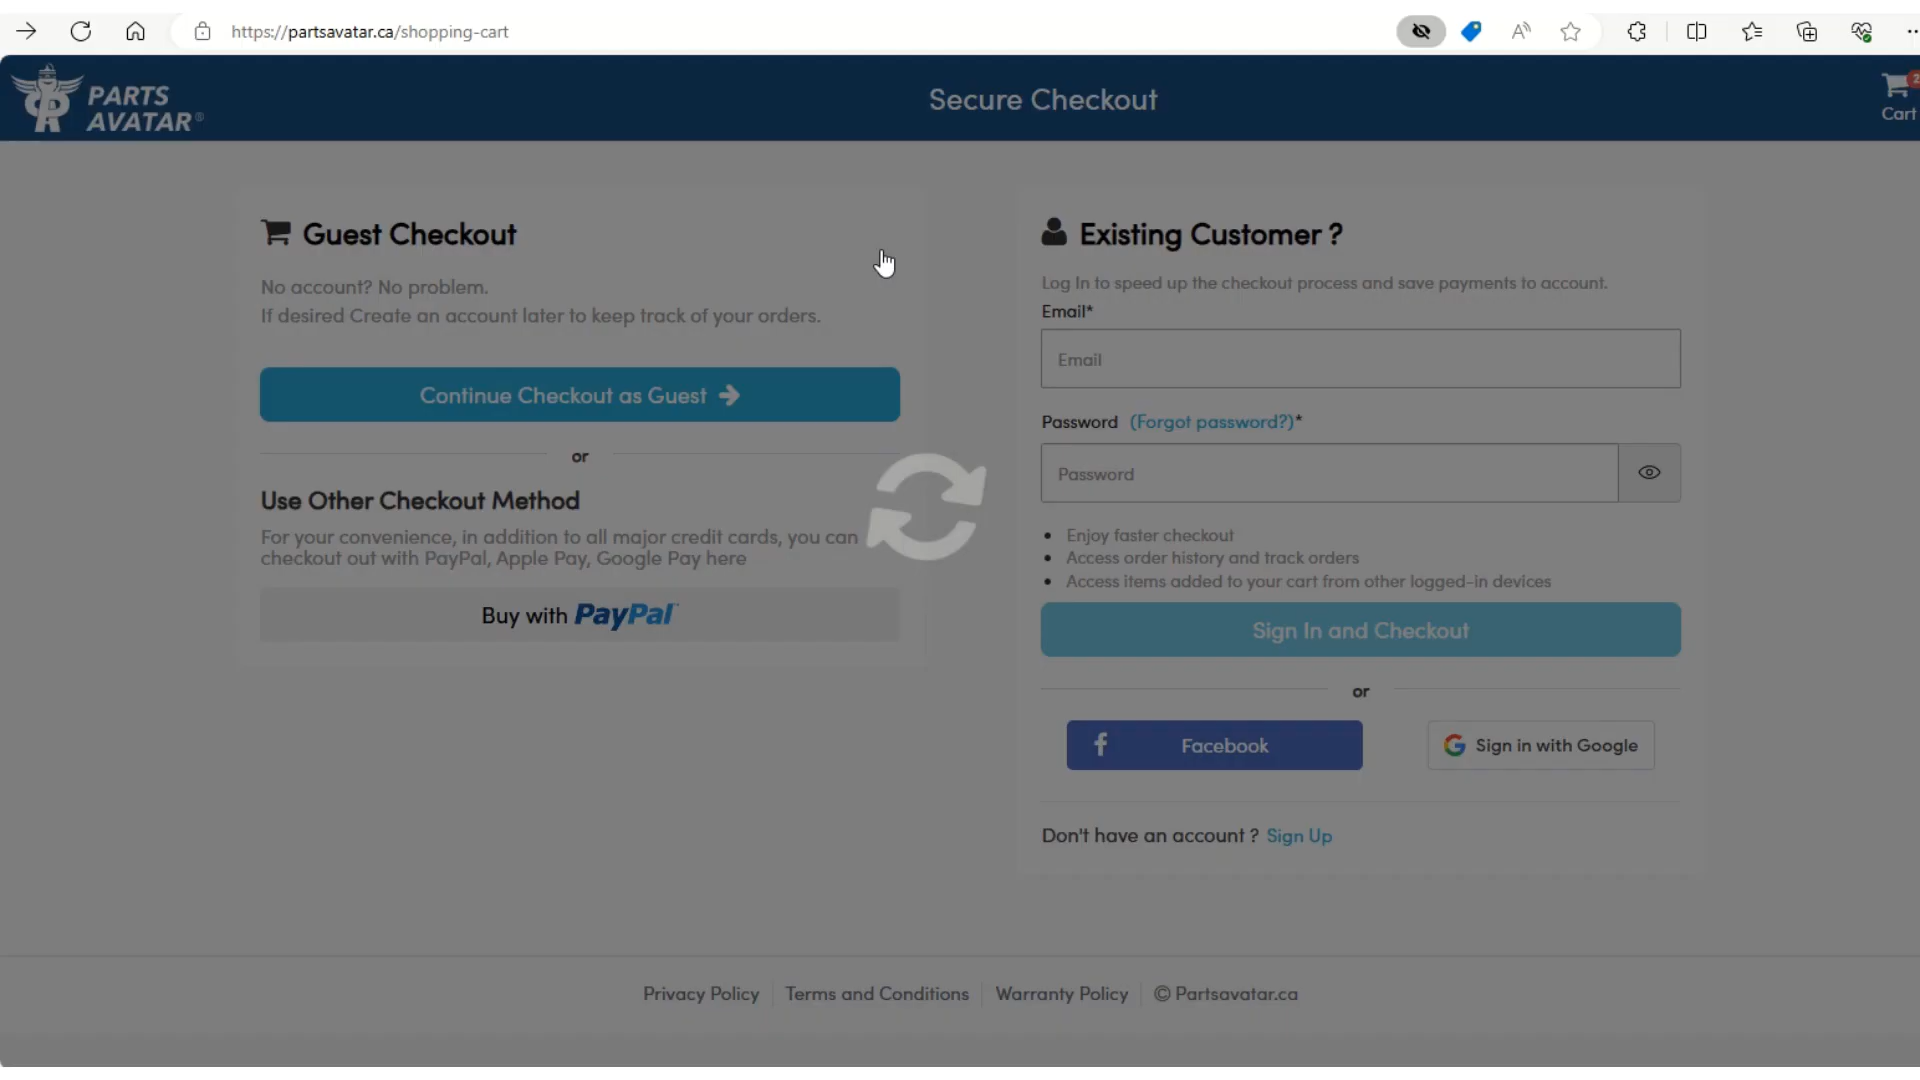 https://partsavatar.ca/shopping-cart
PARTS
AVATAR®
Secure Checkout
2
Cart
Guest Checkout
No account? No problem.
If desired Create an account later to keep track of your orders.
Continue Checkout as Guest
or
Use Other Checkout Method
For your convenience, in addition to all major credit cards, you can
checkout out with PayPal, Apple Pay, Google Pay here
Buy with PayPal
Existing Customer ?
Log In to speed up the checkout process and save payments to account.
Email*
Email
Password (Forgot password?)*
Password
• Enjoy faster checkout
• Access order history and track orders
• Access items added to your cart from other logged-in devices
Sign In and Checkout
or
Facebook
Sign in with Google
Don't have an account ? Sign Up
Privacy Policy Terms and Conditions Warranty Policy © Partsavatar.ca